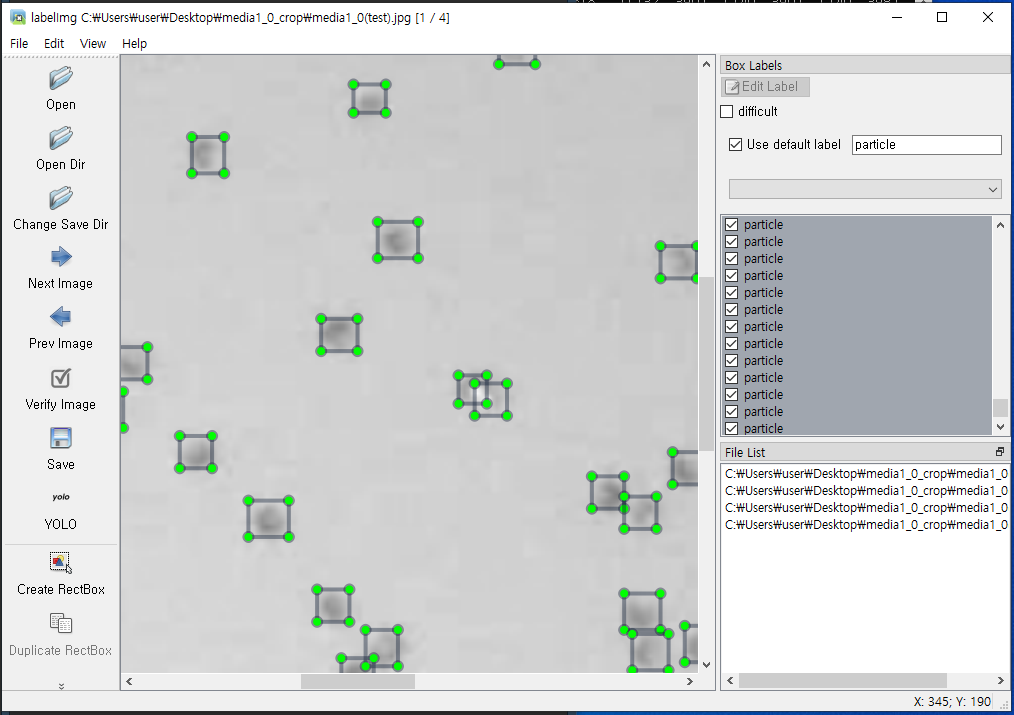 labelImg C:₩Users₩user₩Desktop₩media1_0_crop₩media1_0(test).jpg [1 / 4]
File Edit View Help
Open
Open Dir
Change Save Dir
Next Image
Prev Image
Verify Image
Save
yolo
YOLO
Create RectBox
Duplicate RectBox
Box Labels
Edit Label
difficult
Use default label particle
particle
particle
particle
particle
particle
particle
particle
particle
particle
particle
particle
particle
particle
File List
C:₩Users₩user₩Desktop₩media1_0_crop₩media1_0
C:₩Users₩user₩Desktop₩media1_0_crop₩media1_0
C:₩Users₩user₩Desktop₩media1_0_crop₩media1_0
C:₩Users₩user₩Desktop₩media1_0_crop₩media1_0
X: 345; Y: 190